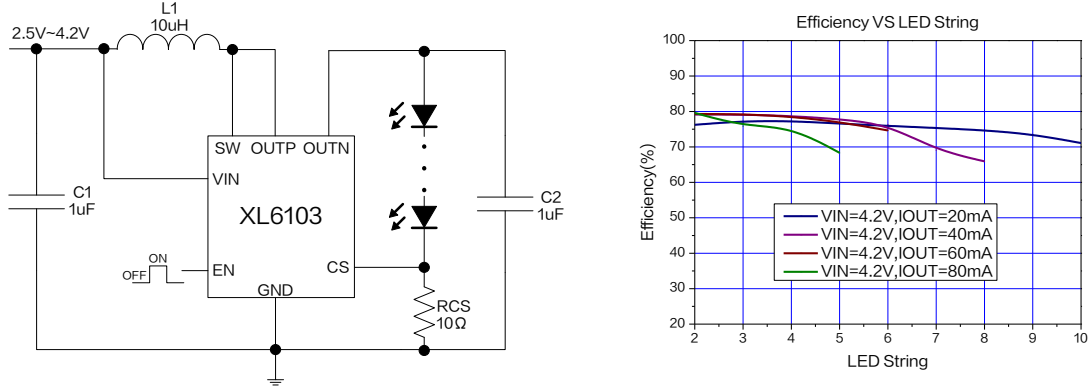 L1
10uH
2.5V~4.2V
SW OUTP OUTN
VIN
XL6103
C1
1uF
C2
1uF
ON
OFF
EN
CS
GND
RCS
10Ω
Efficiency VS LED String
Efficiency(%)
100
90
80
70
60
50
40
30
20
VIN=4.2V,IOUT=20mA
VIN=4.2V,IOUT=40mA
VIN=4.2V,IOUT=60mA
VIN=4.2V,IOUT=80mA
2 3 4 5 6 7 8 9 10
LED String